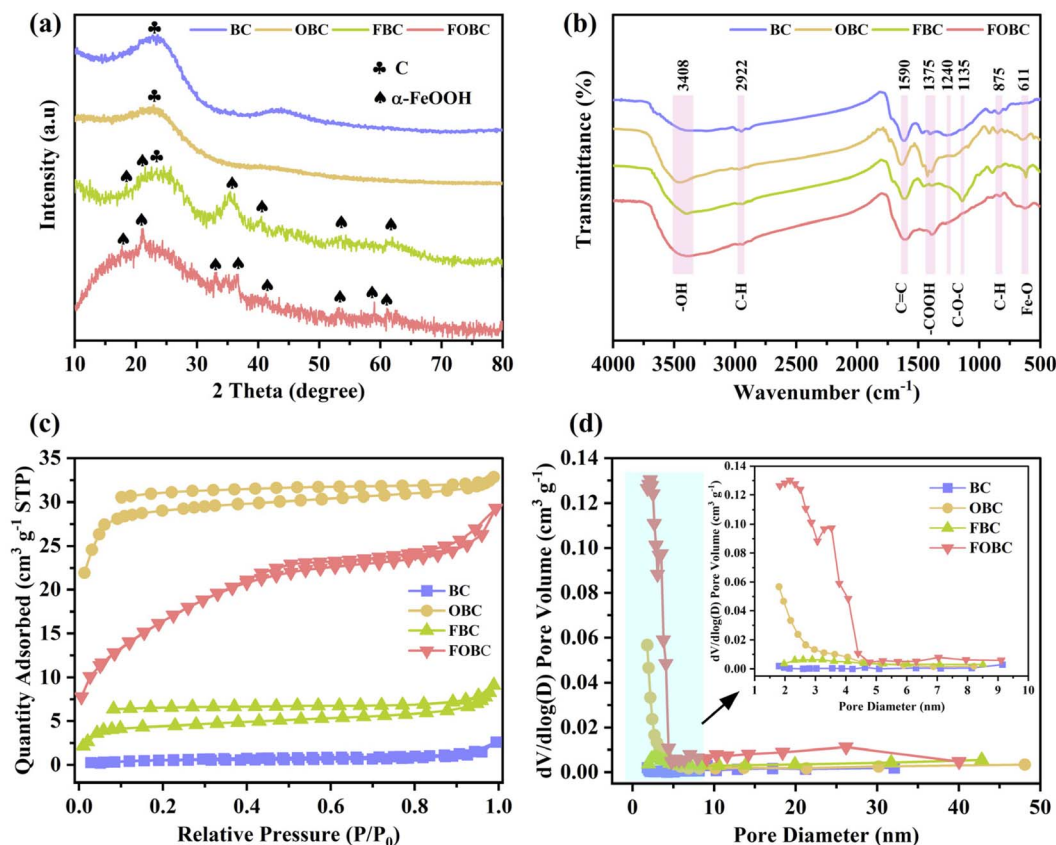 (a)
BC OBC FBC FOBC
♣ C
♠ α-FeOOH
Intensity (a.u)
10 20 30 40 50 60 70 80
2 Theta (degree)
(b)
BC OBC FBC FOBC
3408 2922 1590 1375 1240 1135 875 611
Transmittance (%)
-OH C-H C=C -COOH C-O-C C-H Fe-O
4000 3500 3000 2500 2000 1500 1000 500
Wavenumber (cm⁻¹)
(c)
35
30
25
20
15
10
5
0
Quantity Adsorbed (cm³ g⁻¹ STP)
BC
OBC
FBC
FOBC
0.0 0.2 0.4 0.6 0.8 1.0
Relative Pressure (P/P₀)
(d)
0.14
0.12
0.10
0.08
0.06
0.04
0.02
0.00
dV/dlog(D) Pore Volume (cm³ g⁻¹)
0 10 20 30 40 50
Pore Diameter (nm)
0.14
0.12
0.10
0.08
0.06
0.04
0.02
0.00
dV/dlog(D) Pore Volume (cm³ g⁻¹)
BC
OBC
FBC
FOBC
1 2 3 4 5 6 7 8 9 10
Pore Diameter (nm)